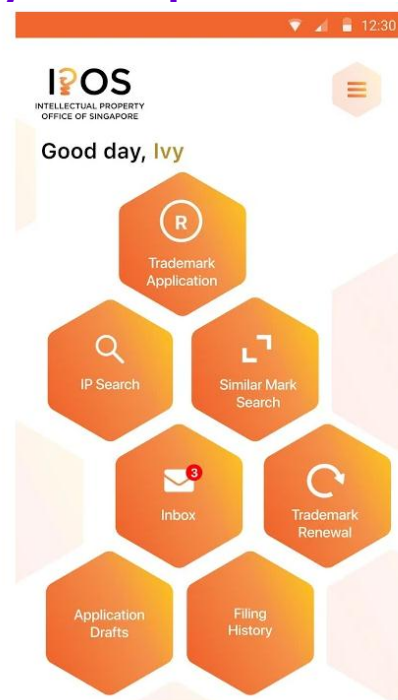 12:30
IPOS
INTELLECTUAL PROPERTY
OFFICE OF SINGAPORE
Good day, Ivy
R
Trademark
Application
IP Search
Similar Mark
Search
3
Inbox
Trademark
Renewal
Application
Drafts
Filing
History